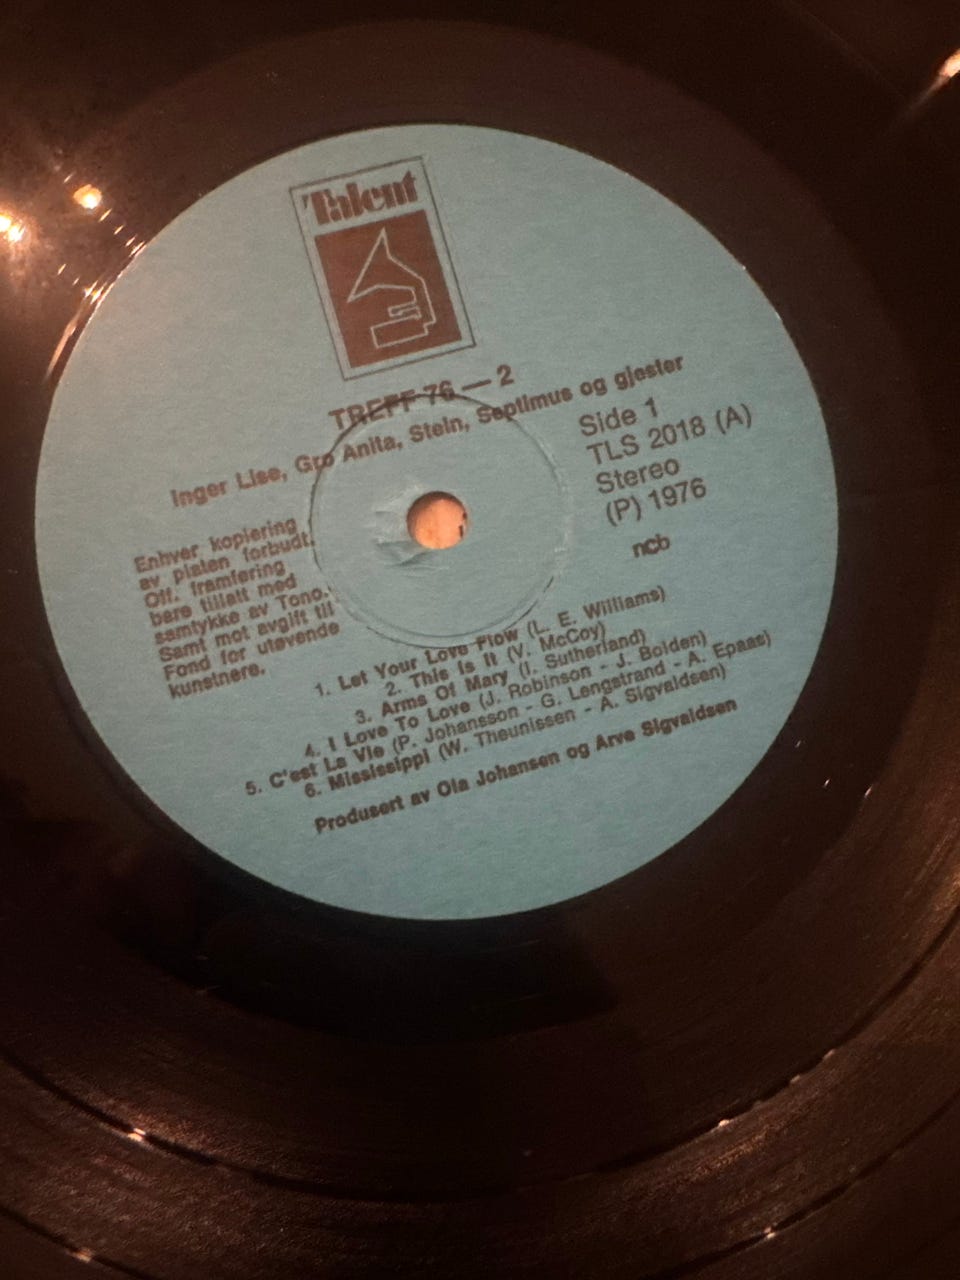 Talent
TREFF 76 — 2
Inger Lise, Gro Anita, Stein, Septimus og gjester
Side 1
TLS 2018 (A)
Stereo
(P) 1976
ncb
Enhver kopiering
av platen forbudt.
Off. framføring
bare tillatt med
samtykke av Tono.
Samt mot avgift til
Fond for utøvende
kunstnere.
1. Let Your Love Flow (L. E. Williams)
2. This Is It (V. McCoy)
3. Arms Of Mary (I. Sutherland)
4. I Love To Love (J. Robinson - J. Bolden)
5. C'est La Vie (P. Johansson - G. Lengstrand - A. Epaas)
6. Mississippi (W. Theunissen - A. Sigvaldsen)
Produsert av Ola Johansen og Arve Sigvaldsen